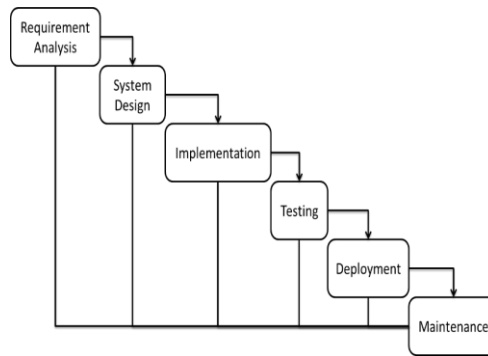 Requirement
Analysis
System
Design
Implementation
Testing
Deployment
Maintenance